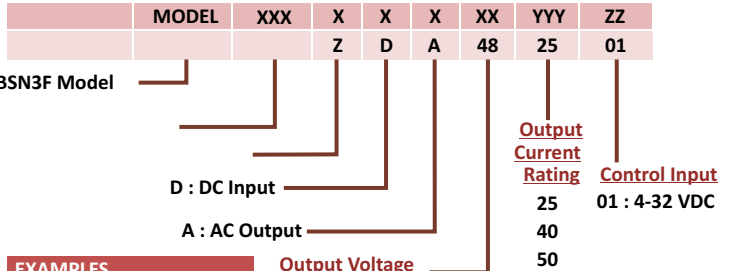 MODEL XXX X X X XX YYY ZZ
Z D A 48 25 01
BSN3F Model
Output Current Rating
Control Input
D : DC Input
25
01 : 4-32 VDC
A : AC Output
40
50
EXAMPLES
Output Voltage